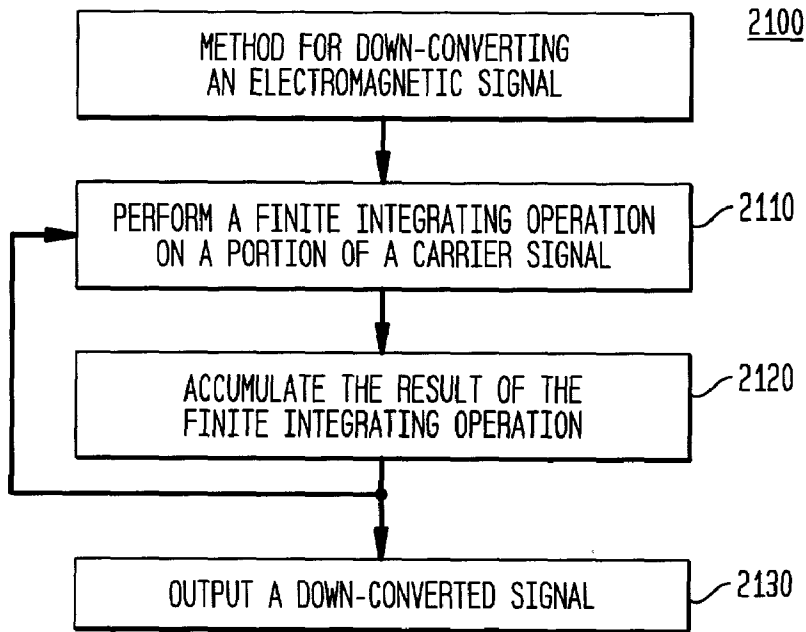 2100
METHOD FOR DOWN-CONVERTING
AN ELECTROMAGNETIC SIGNAL
PERFORM A FINITE INTEGRATING OPERATION
ON A PORTION OF A CARRIER SIGNAL
2110
ACCUMULATE THE RESULT OF THE
FINITE INTEGRATING OPERATION
2120
OUTPUT A DOWN-CONVERTED SIGNAL
2130